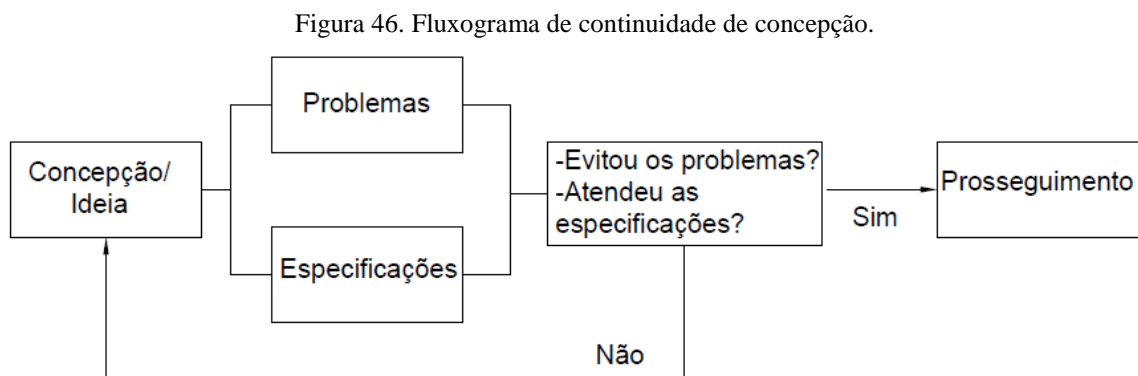 Figura 46. Fluxograma de continuidade de concepção.
Problemas
Concepção/
Ideia
Especificações
-Evitou os problemas?
-Atendeu as
especificações?
Sim
Prosseguimento
Não